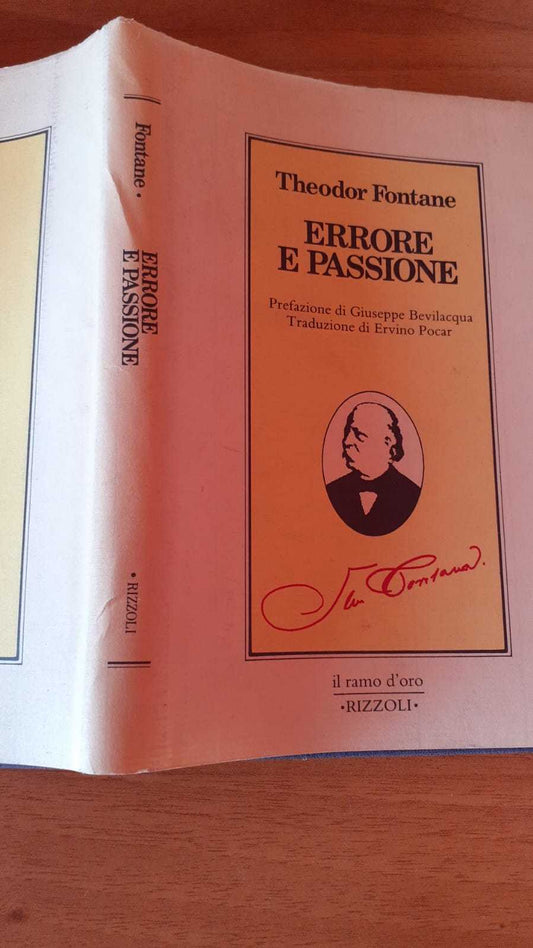 Fontane •
ERRORE
E PASSIONE
• RIZZOLI
Theodor Fontane
ERRORE
E PASSIONE
Prefazione di Giuseppe Bevilacqua
Traduzione di Ervino Pocar
il ramo d'oro
•RIZZOLI•